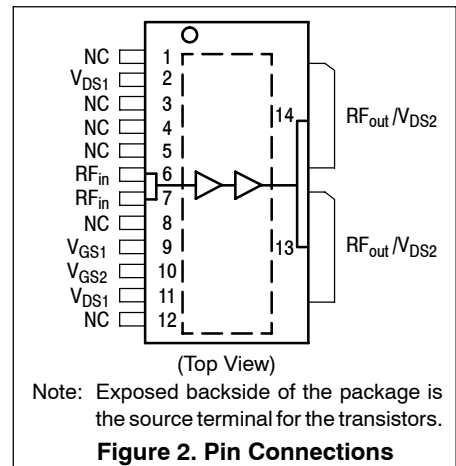 NC 1
VDS1 2
NC 3
NC 4
NC 5
RFin 6
RFin 7
NC 8
VGS1 9
VGS2 10
VDS1 11
NC 12
14 RFout/VDS2
13 RFout/VDS2
(Top View)
Note: Exposed backside of the package is
the source terminal for the transistors.
Figure 2. Pin Connections